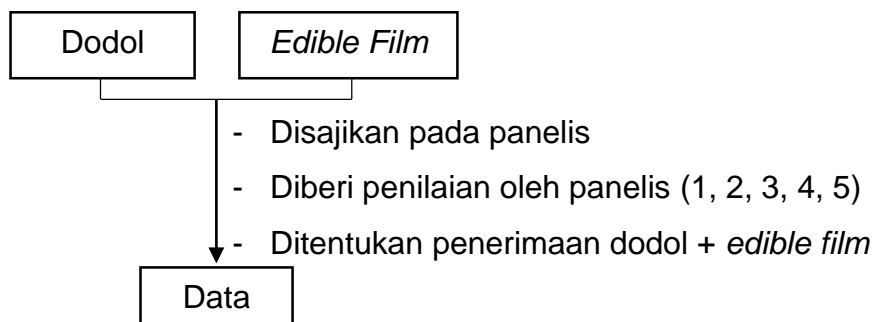 Dodol
Edible Film
- Disajikan pada panelis
- Diberi penilaian oleh panelis (1, 2, 3, 4, 5)
- Ditentukan penerimaan dodol + edible film
Data